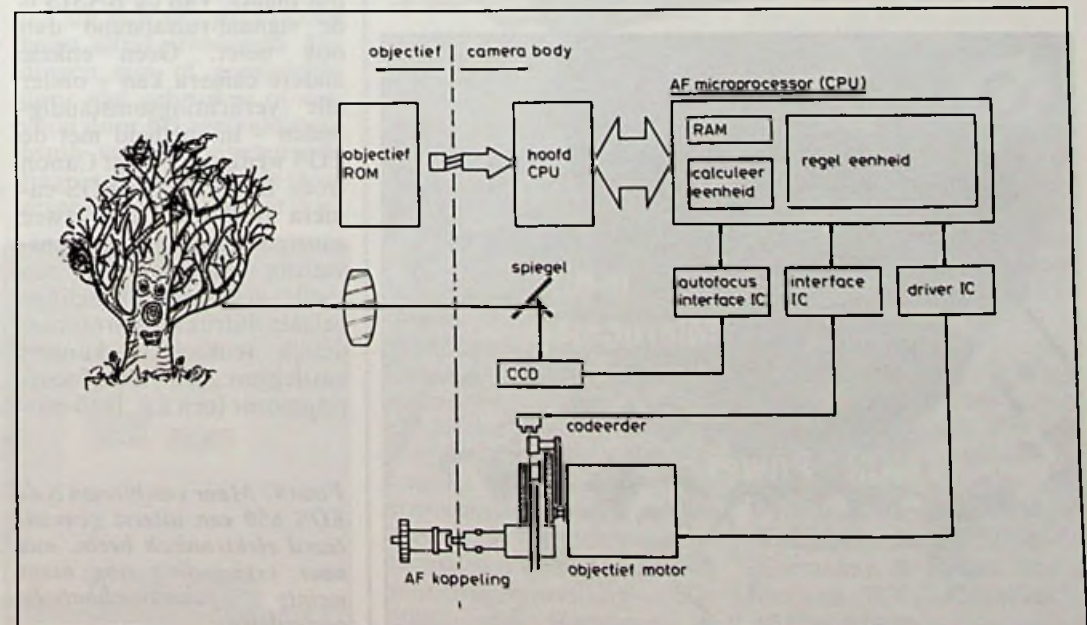 objectief
camera body
AF microprocessor (CPU)
objectief
ROM
hoofd
CPU
RAM
calculeer
eenheid
regel eenheid
spiegel
autofocus
interface IC
interface
IC
driver IC
CCD
codeerder
AF koppeling
objectief motor